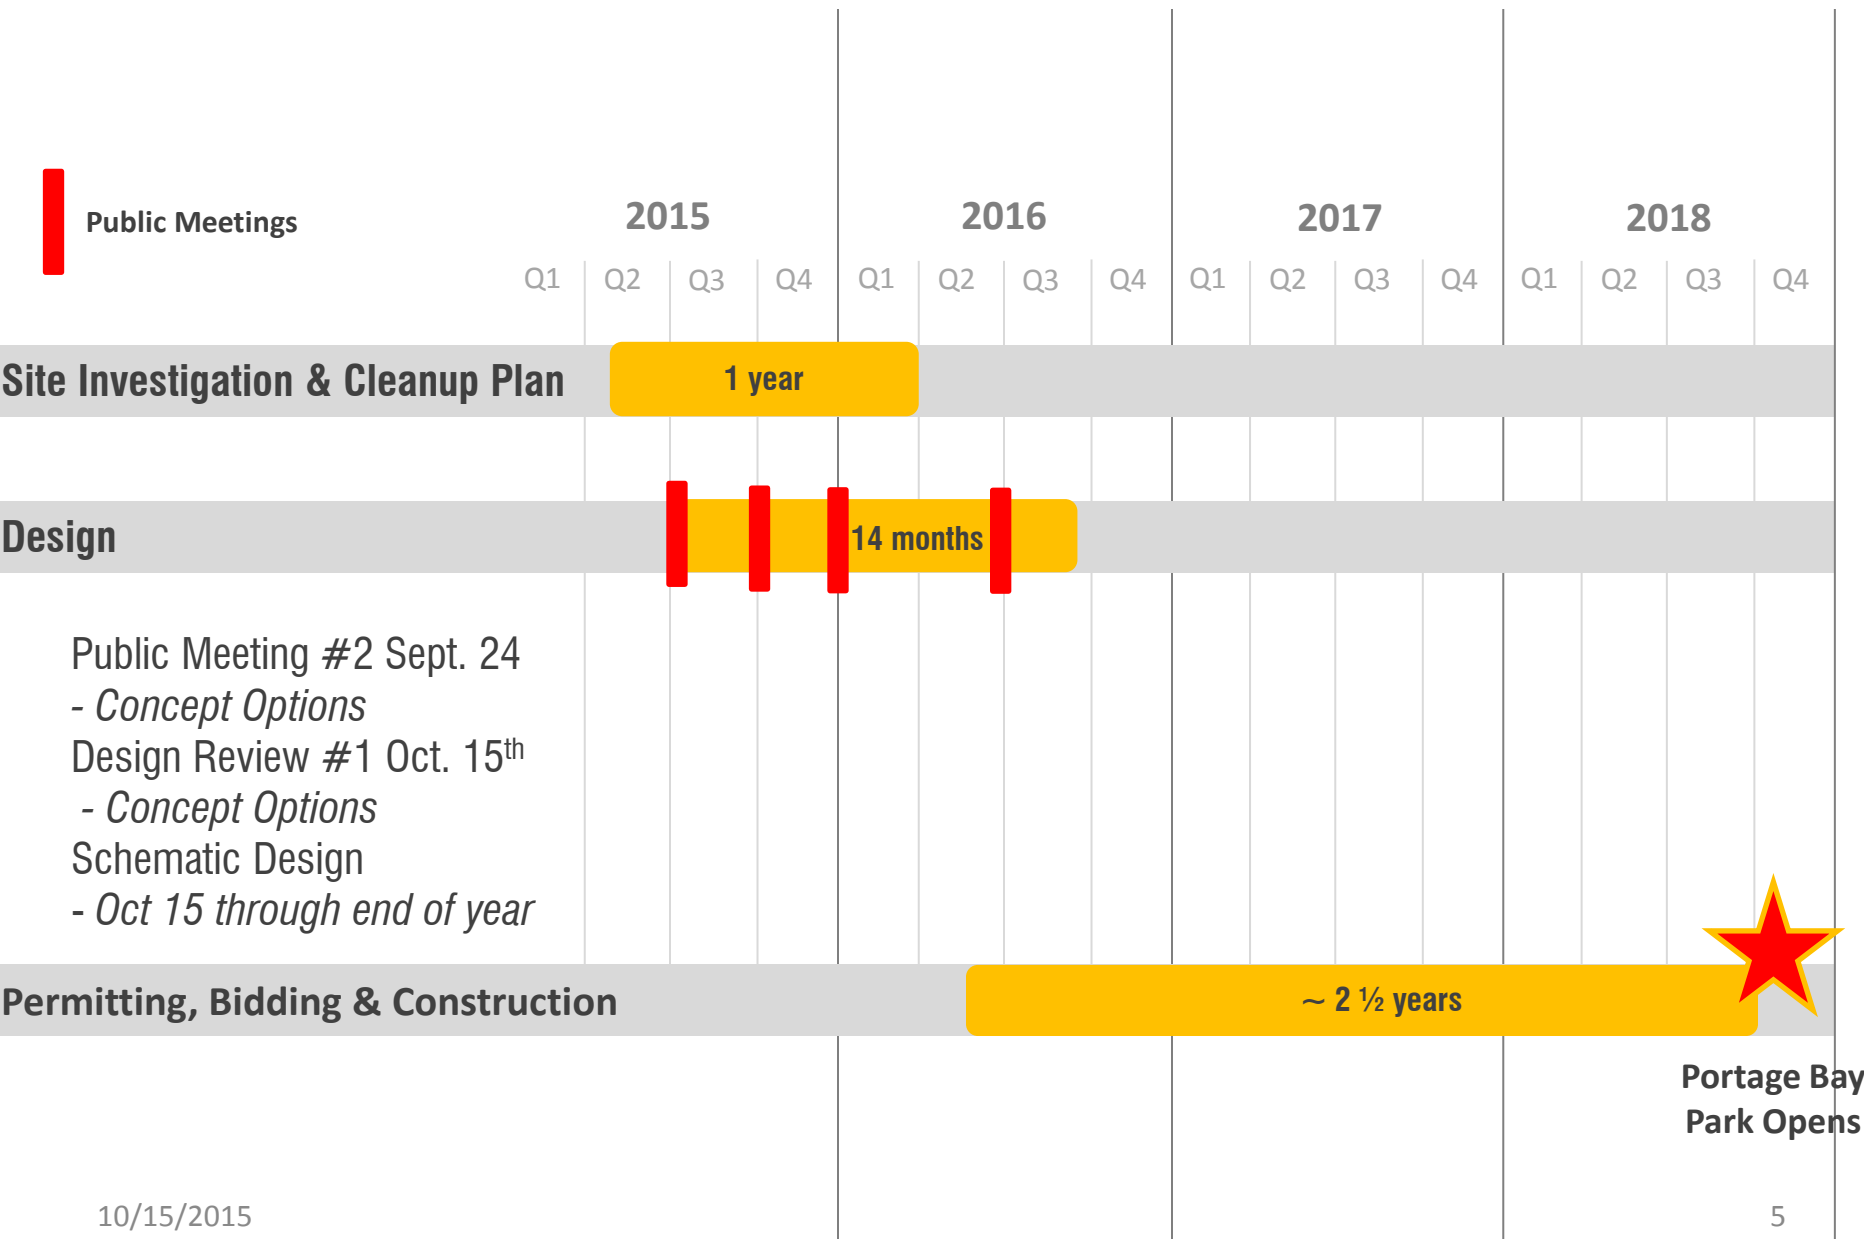 Public Meetings
2015 2016 2017 2018
Q1 Q2 Q3 Q4 Q1 Q2 Q3 Q4 Q1 Q2 Q3 Q4 Q1 Q2 Q3 Q4
Site Investigation & Cleanup Plan 1 year
Design 14 months
Public Meeting #2 Sept. 24
- Concept Options
Design Review #1 Oct. 15th
- Concept Options
Schematic Design
- Oct 15 through end of year
Permitting, Bidding & Construction ~ 2 ½ years
Portage Bay
Park Opens
10/15/2015 5